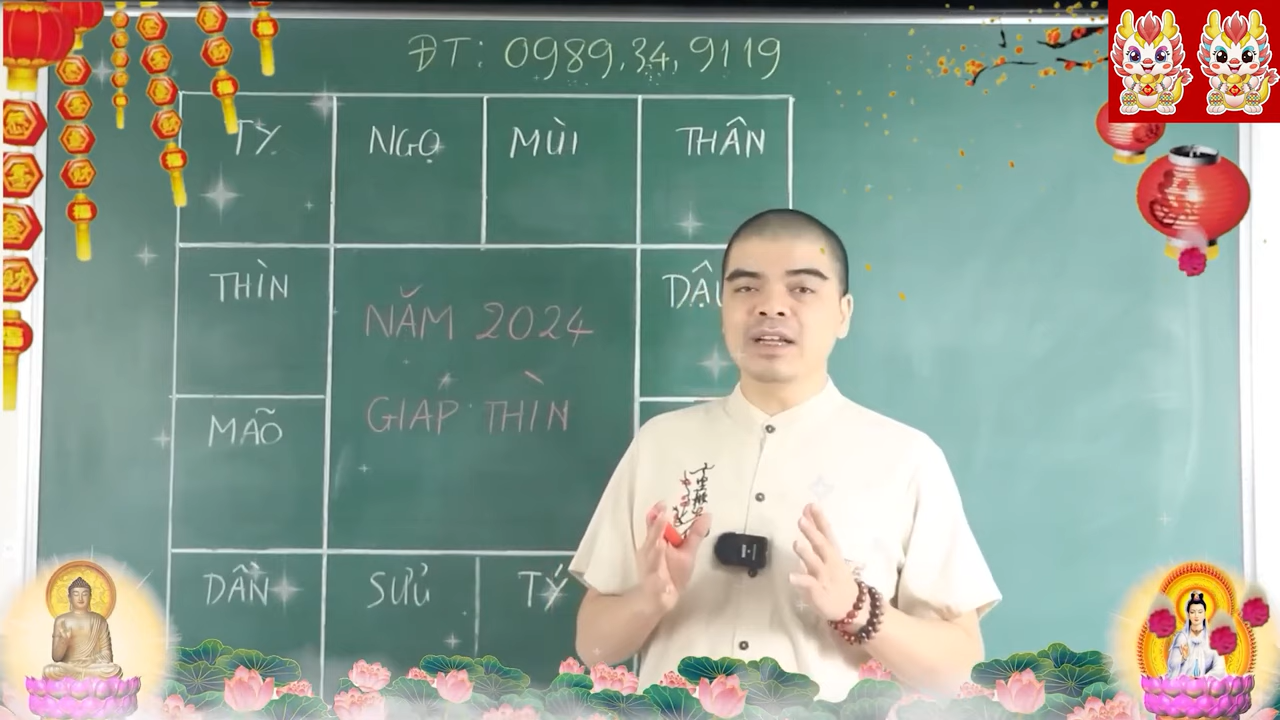 ĐT: 0989.34, 9119
TỴ NGỌ MÙI THÂN
THÌN
DẬU
NĂM 2024
GIÁP THÌN
MÃO
DẦN SỬU TÝ